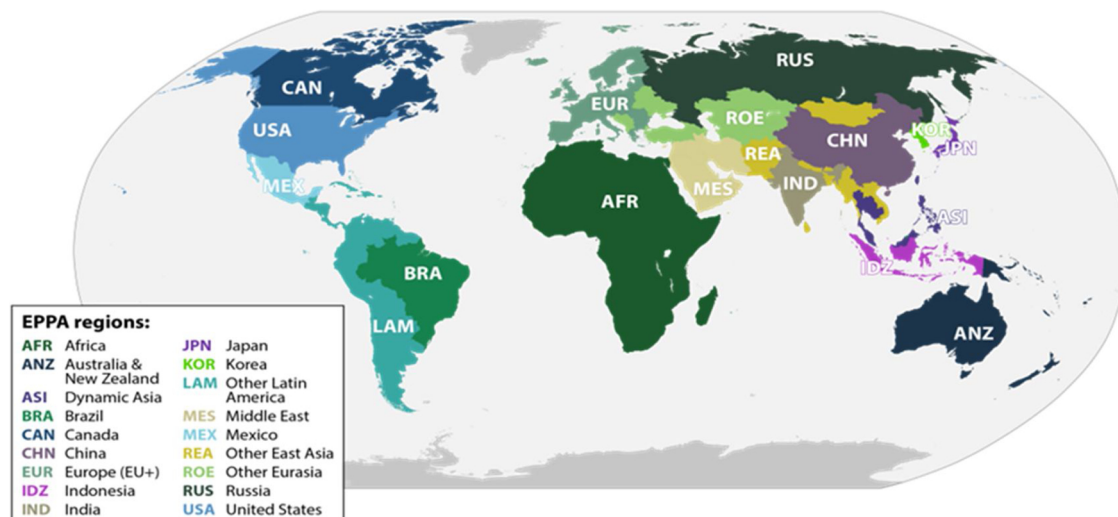 RUS
CAN
EUR
ROE
USA
KOR
CHN
JPN
REA
MEX
IND
MES
AFR
ASI
IDZ
BRA
LAM
ANZ
EPPA regions:
AFR Africa
ANZ Australia &
New Zealand
ASI Dynamic Asia
BRA Brazil
CAN Canada
CHN China
EUR Europe (EU+)
IDZ Indonesia
IND India
JPN Japan
KOR Korea
LAM Other Latin
America
MES Middle East
MEX Mexico
REA Other East Asia
ROE Other Eurasia
RUS Russia
USA United States